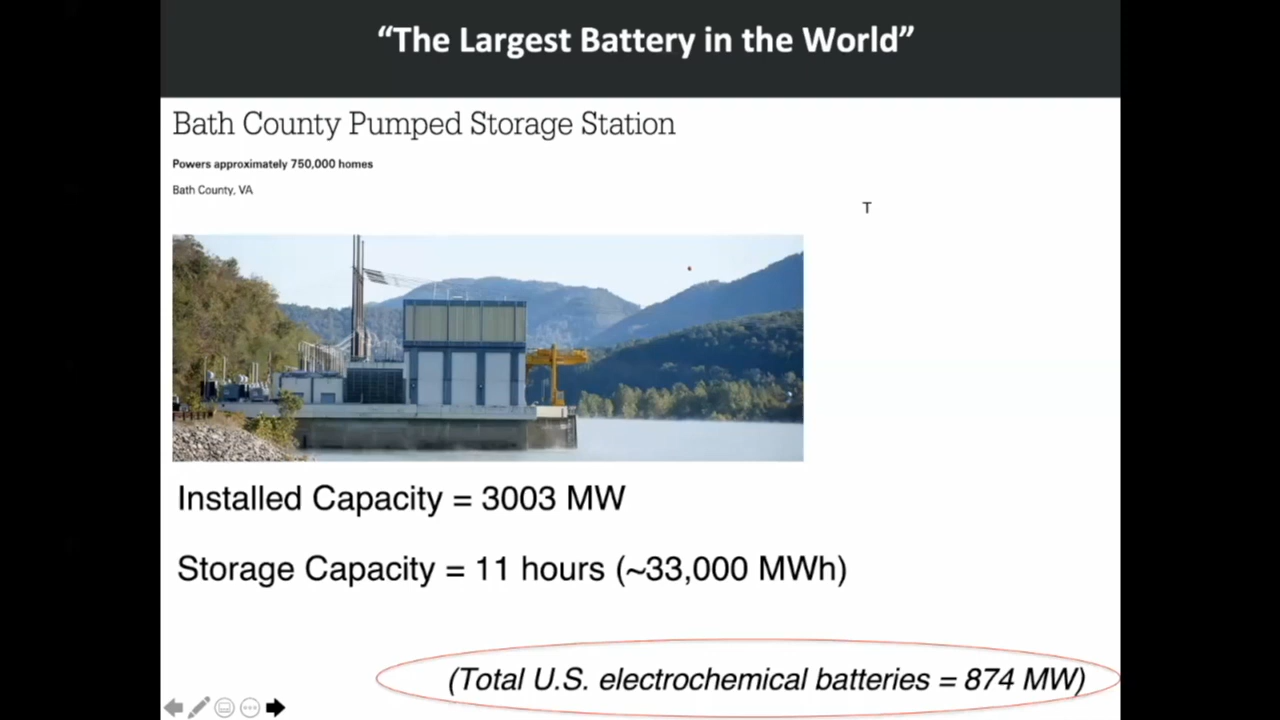 “The Largest Battery in the World”
Bath County Pumped Storage Station
Powers approximately 750,000 homes
Bath County, VA
T
Installed Capacity = 3003 MW
Storage Capacity = 11 hours (~33,000 MWh)
(Total U.S. electrochemical batteries = 874 MW)